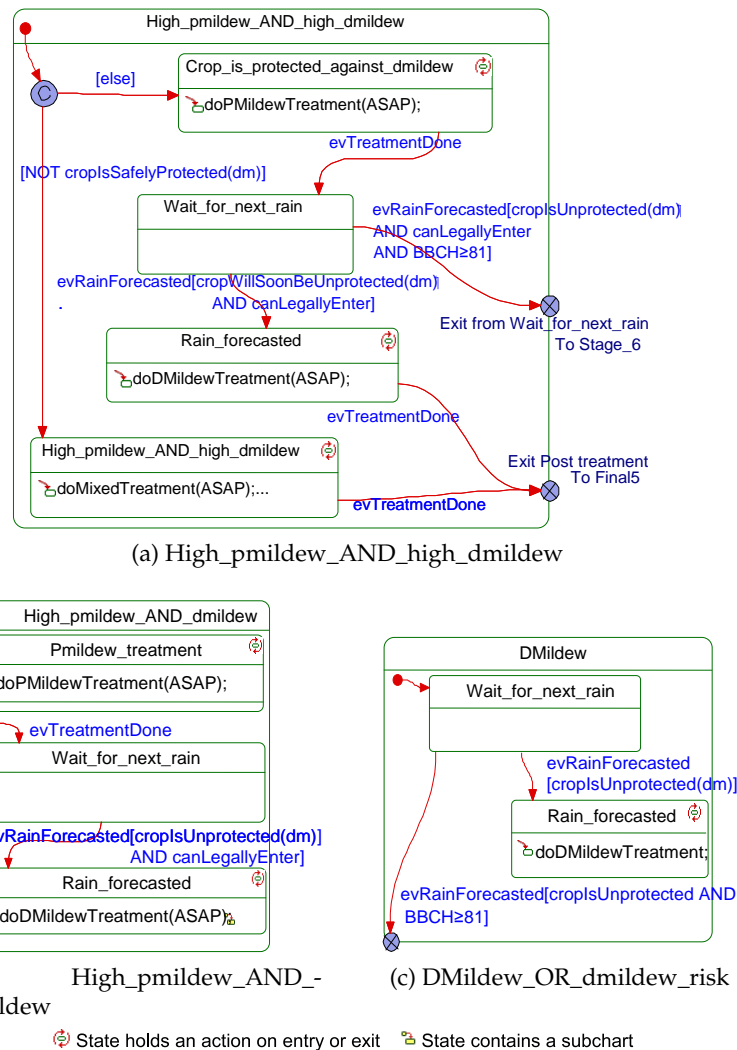 High_pmildew_AND_high_dmildew
Crop_is_protected_against_dmildew
[else]
C
doPMildewTreatment(ASAP);
evTreatmentDone
[NOT cropIsSafelyProtected(dm)]
Wait_for_next_rain
evRainForecasted[cropIsUnprotected(dm)
AND canLegallyEnter
AND BBCH≥81]
evRainForecasted[cropWillSoonBeUnprotected(dm)
. AND canLegallyEnter]
Exit from Wait_for_next_rain
To Stage_6
Rain_forecasted
doDMildewTreatment(ASAP);
evTreatmentDone
High_pmildew_AND_high_dmildew
Exit Post treatment
To Final5
doMixedTreatment(ASAP);...
evTreatmentDone
(a) High_pmildew_AND_high_dmildew
High_pmildew_AND_dmildew
Pmildew_treatment
doPMildewTreatment(ASAP);
evTreatmentDone
Wait_for_next_rain
vRainForecasted[cropIsUnprotected(dm)]
AND canLegallyEnter]
Rain_forecasted
doDMildewTreatment(ASAP);
High_pmildew_AND_-
ldew
DMildew
Wait_for_next_rain
evRainForecasted
[cropIsUnprotected(dm)]
Rain_forecasted
doDMildewTreatment;
evRainForecasted[cropIsUnprotected AND
BBCH≥81]
(c) DMildew_OR_dmildew_risk
State holds an action on entry or exit State contains a subchart